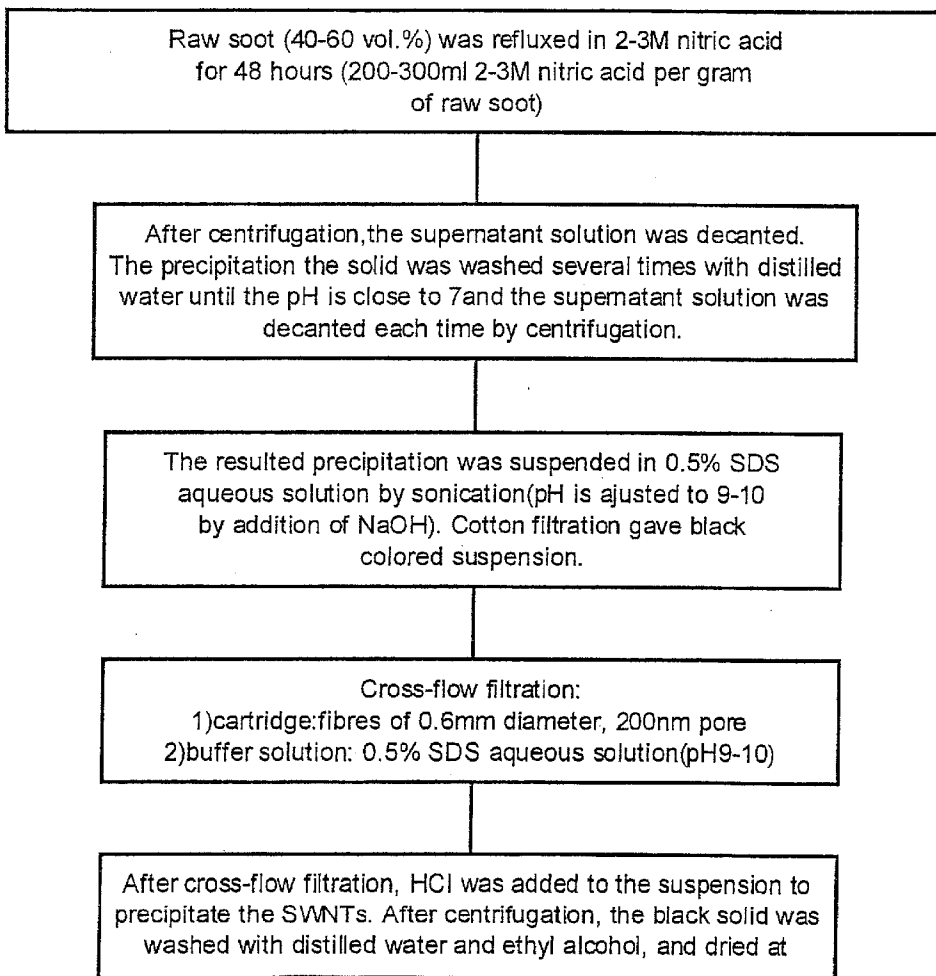 Raw soot (40-60 vol.%) was refluxed in 2-3M nitric acid
for 48 hours (200-300ml 2-3M nitric acid per gram
of raw soot)
After centrifugation,the supernatant solution was decanted.
The precipitation the solid was washed several times with distilled
water until the pH is close to 7and the supernatant solution was
decanted each time by centrifugation.
The resulted precipitation was suspended in 0.5% SDS
aqueous solution by sonication(pH is ajusted to 9-10
by addition of NaOH). Cotton filtration gave black
colored suspension.
Cross-flow filtration:
1)cartridge:fibres of 0.6mm diameter, 200nm pore
2)buffer solution: 0.5% SDS aqueous solution(pH9-10)
After cross-flow filtration, HCl was added to the suspension to
precipitate the SWNTs. After centrifugation, the black solid was
washed with distilled water and ethyl alcohol, and dried at